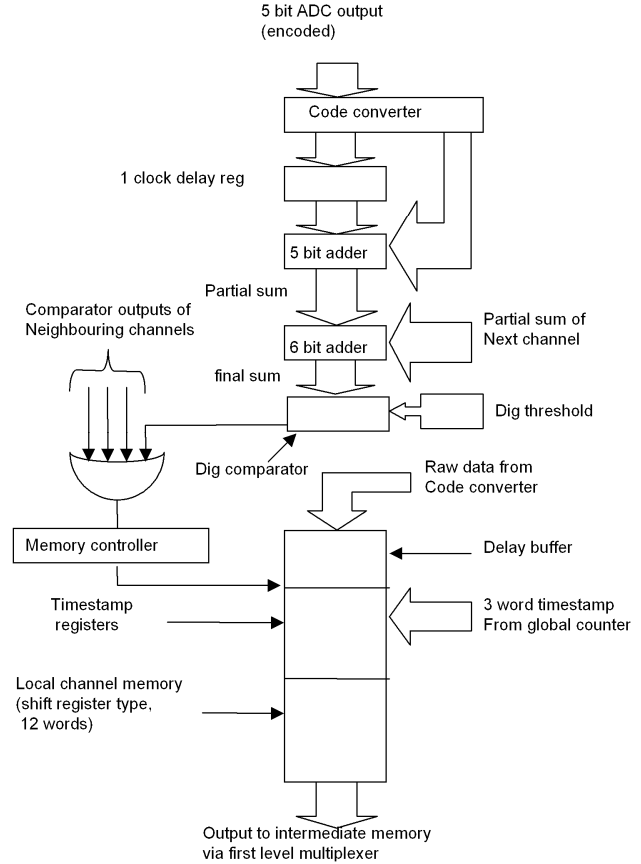 5 bit ADC output
(encoded)
Code converter
1 clock delay reg
5 bit adder
Partial sum
Comparator outputs of
Neighbouring channels
Partial sum of
Next channel
6 bit adder
final sum
Dig threshold
Dig comparator
Raw data from
Code converter
Memory controller
Delay buffer
Timestamp
registers
3 word timestamp
From global counter
Local channel memory
(shift register type,
12 words)
Output to intermediate memory
via first level multiplexer